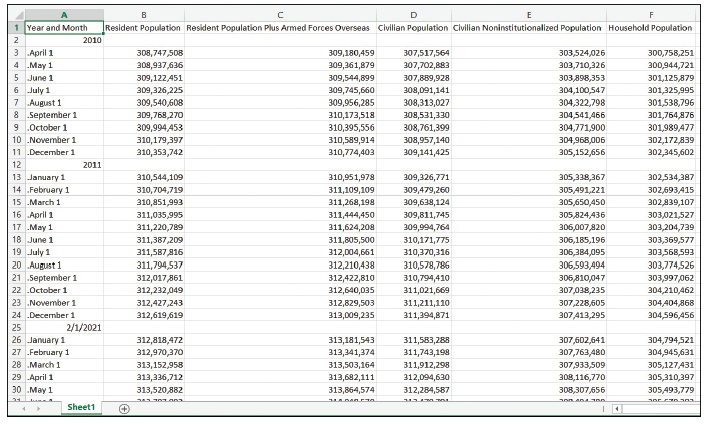 A B C D E F
1 Year and Month Resident Population Resident Population Plus Armed Forces Overseas Civilian Population Civilian Noninstitutionalized Population Household Population
2 2010
3 .April 1 308,747,508 309,180,459 307,517,564 303,524,026 300,758,251
4 .May 1 308,937,636 309,361,879 307,702,883 303,710,326 300,944,721
5 .June 1 309,122,451 309,544,899 307,889,928 303,898,353 301,125,879
6 .July 1 309,326,225 309,745,660 308,091,141 304,100,547 301,325,995
7 .August 1 309,540,608 309,956,285 308,313,027 304,322,798 301,538,796
8 .September 1 309,768,270 310,173,518 308,531,330 304,541,466 301,764,876
9 .October 1 309,994,453 310,395,556 308,761,399 304,771,900 301,989,477
10 .November 1 310,179,397 310,589,914 308,957,140 304,968,006 302,172,839
11 .December 1 310,353,742 310,774,403 309,141,425 305,152,656 302,345,602
12 2011
13 .January 1 310,544,109 310,951,978 309,326,771 305,338,367 302,534,387
14 .February 1 310,704,719 311,109,109 309,479,260 305,491,221 302,693,415
15 .March 1 310,851,993 311,268,198 309,638,124 305,650,450 302,839,107
16 .April 1 311,035,995 311,444,450 309,811,745 305,824,436 303,021,527
17 .May 1 311,220,789 311,624,208 309,994,764 306,007,820 303,204,739
18 .June 1 311,387,209 311,805,500 310,171,775 306,185,196 303,369,577
19 .July 1 311,587,816 312,004,661 310,370,316 306,384,095 303,568,593
20 .August 1 311,794,537 312,210,438 310,578,786 306,593,494 303,774,526
21 .September 1 312,017,861 312,422,810 310,794,410 306,810,047 303,997,062
22 .October 1 312,232,049 312,640,035 311,021,669 307,038,235 304,210,462
23 .November 1 312,427,243 312,829,503 311,211,110 307,228,605 304,404,868
24 .December 1 312,619,619 313,009,235 311,394,871 307,413,295 304,596,456
25 2/1/2021
26 .January 1 312,818,472 313,181,543 311,583,288 307,602,641 304,794,521
27 .February 1 312,970,370 313,341,374 311,743,198 307,763,480 304,945,631
28 .March 1 313,152,958 313,503,164 311,912,298 307,933,509 305,127,431
29 .April 1 313,336,712 313,682,111 312,094,630 308,116,770 305,310,397
30 .May 1 313,520,882 313,864,574 312,284,587 308,307,656 305,493,779
Sheet1